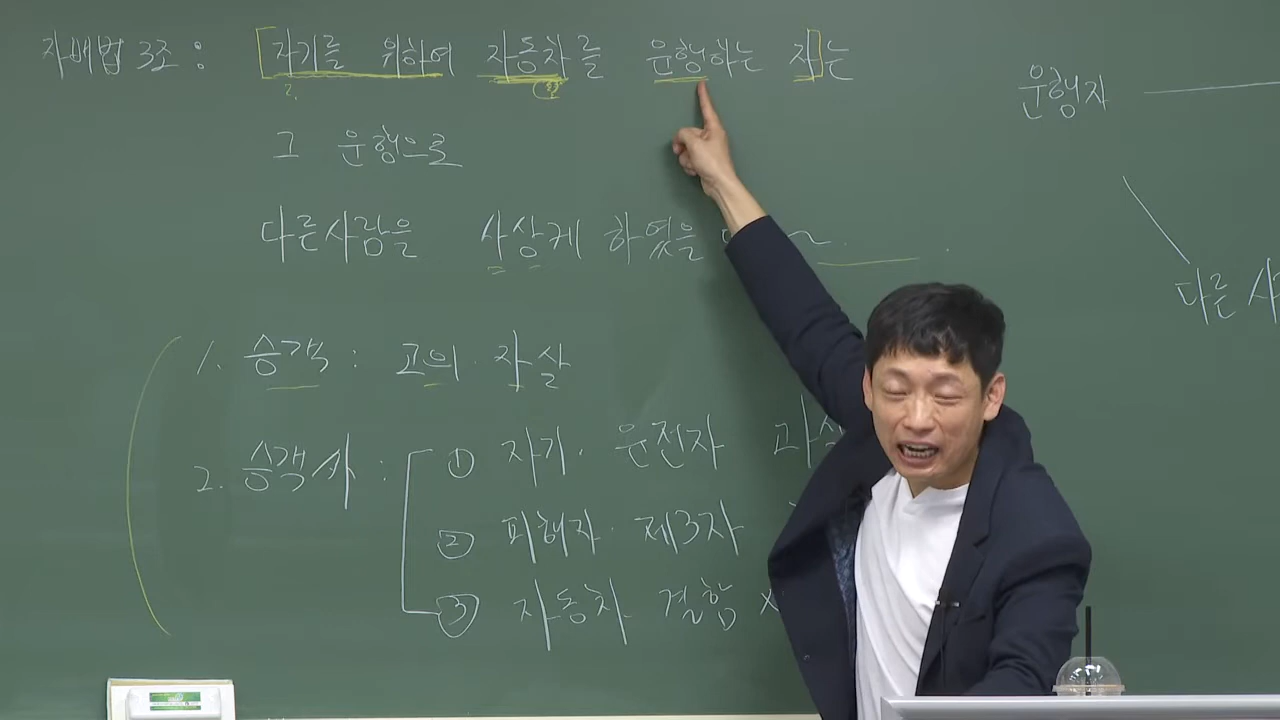 자배법 3조 : [자기를 위하여 자동차를 운행하는 자]는
2. ①
그 운행으로
다른사람을 사상케 하였을 ~.
1. 승객 : 고의 · 자살
2. 승객 사 :
① 자기 · 운전자
② 피해자 · 제3자
③ 자동차 결함 x
운행자
다른